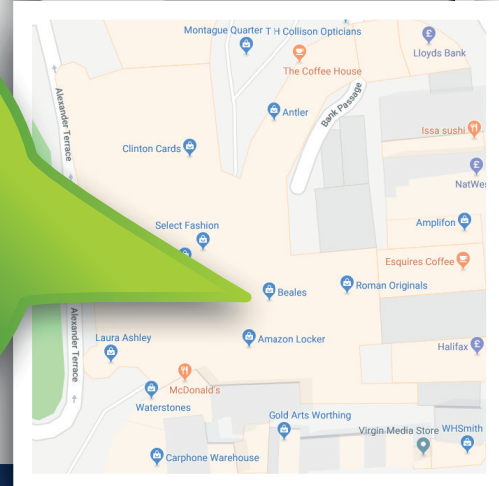 Montague Quarter
T H Collison Opticians
Lloyds Bank
The Coffee House
Alexander Terrace
Antler
Bank Passage
Issa sushi
Clinton Cards
£
£
Amplifon
Select Fashion
Esquires Coffee
Beales
Roman Originals
Alexander Terrace
Laura Ashley
Amazon Locker
Halifax £
McDonald's
Waterstones
Gold Arts Worthing
Virgin Media Store
WHSmith
Carphone Warehouse